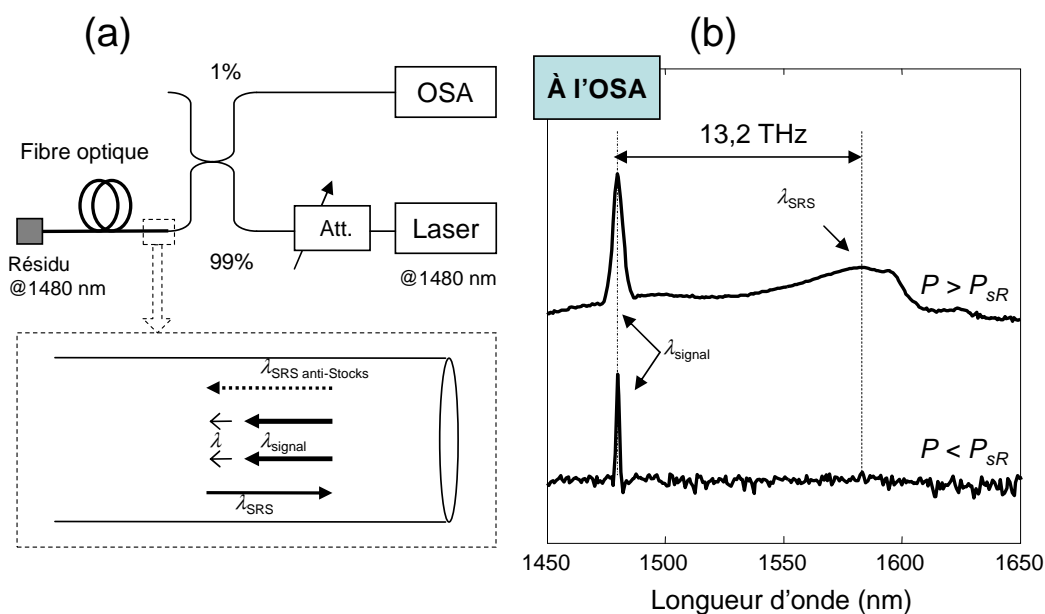 (a)
1%
OSA
Fibre optique
Att.
Laser
99%
Résidu
@1480 nm
@1480 nm
λSRS anti-Stocks
λ
λsignal
λSRS
(b)
À l'OSA
13,2 THz
λSRS
P > PsR
λsignal
P < PsR
1450
1500
1550
1600
1650
Longueur d'onde (nm)